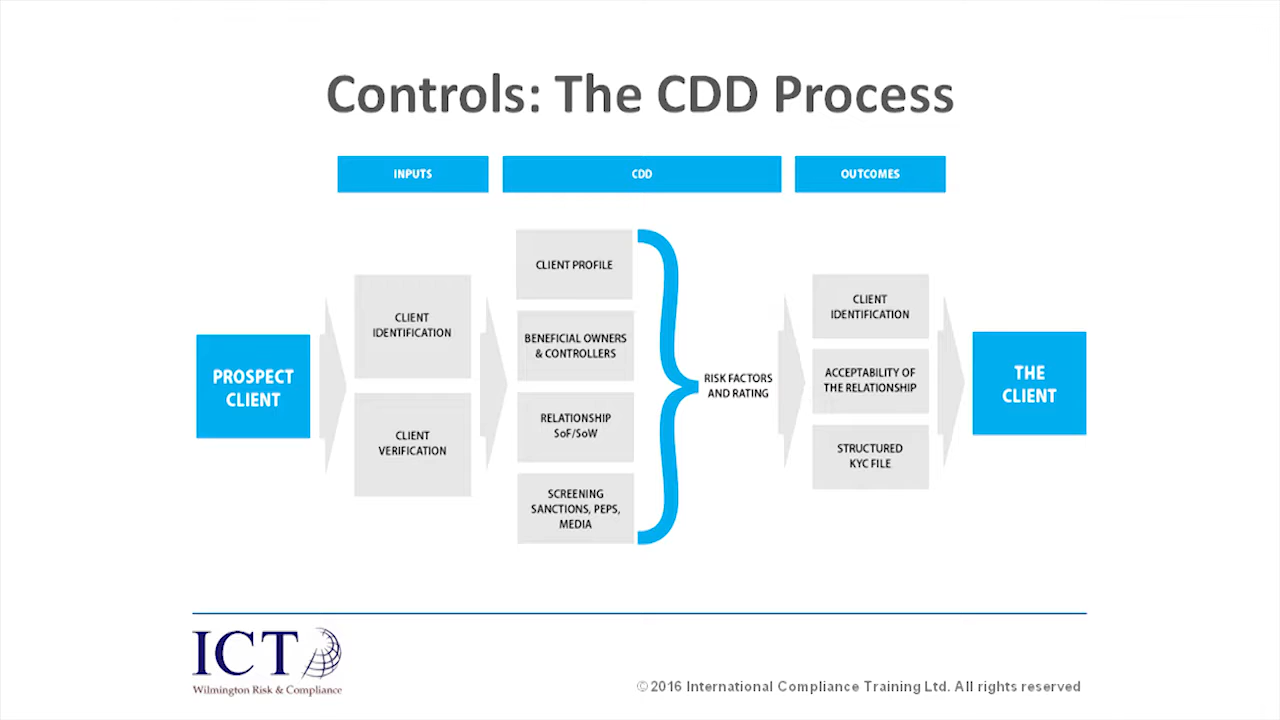 Controls: The CDD Process
INPUTS
CDD
OUTCOMES
PROSPECT
CLIENT
CLIENT
IDENTIFICATION
CLIENT
VERIFICATION
CLIENT PROFILE
BENEFICIAL OWNERS
& CONTROLLERS
RELATIONSHIP
SoF/SoW
SCREENING
SANCTIONS, PEPS,
MEDIA
RISK FACTORS
AND RATING
CLIENT
IDENTIFICATION
ACCEPTABILITY OF
THE RELATIONSHIP
STRUCTURED
KYC FILE
THE
CLIENT
ICT
Wilmington Risk & Compliance
©2016 International Compliance Training Ltd. All rights reserved